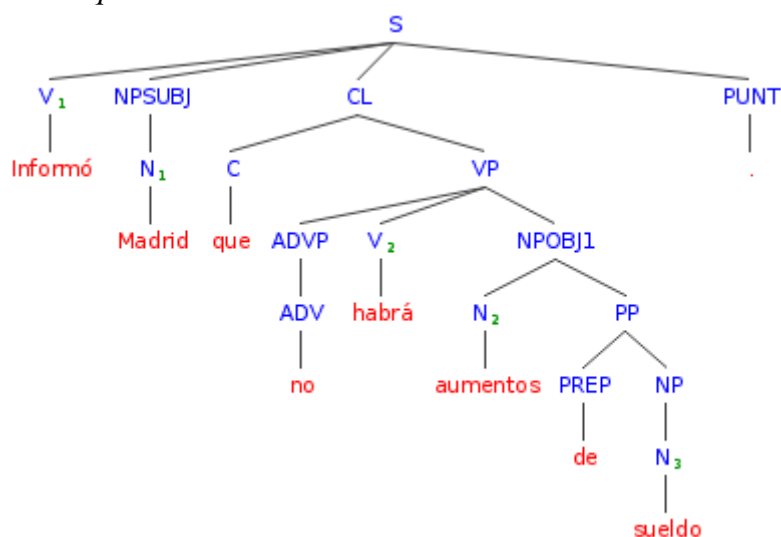 S
V1 NPSUBJ CL PUNT
Informó N1 C VP .
Madrid que ADVP V2 NPOBJ1
ADV habrá N2 PP
no aumentos PREP NP
de N3
sueldo